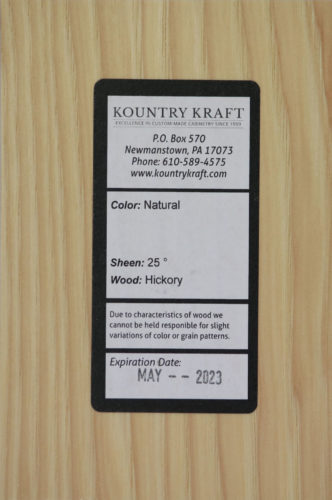 KOUNTRY KRAFT
EXCELLENCE IN CUSTOM MADE CABINETRY SINCE 1959
P.O. Box 570
Newmanstown, PA 17073
Phone: 610-589-4575
www.kountrykraft.com
Color: Natural
Sheen: 25 °
Wood: Hickory
Due to characteristics of wood we
cannot be held responible for slight
variations of color or grain patterns.
Expiration Date:
MAY - - 2023